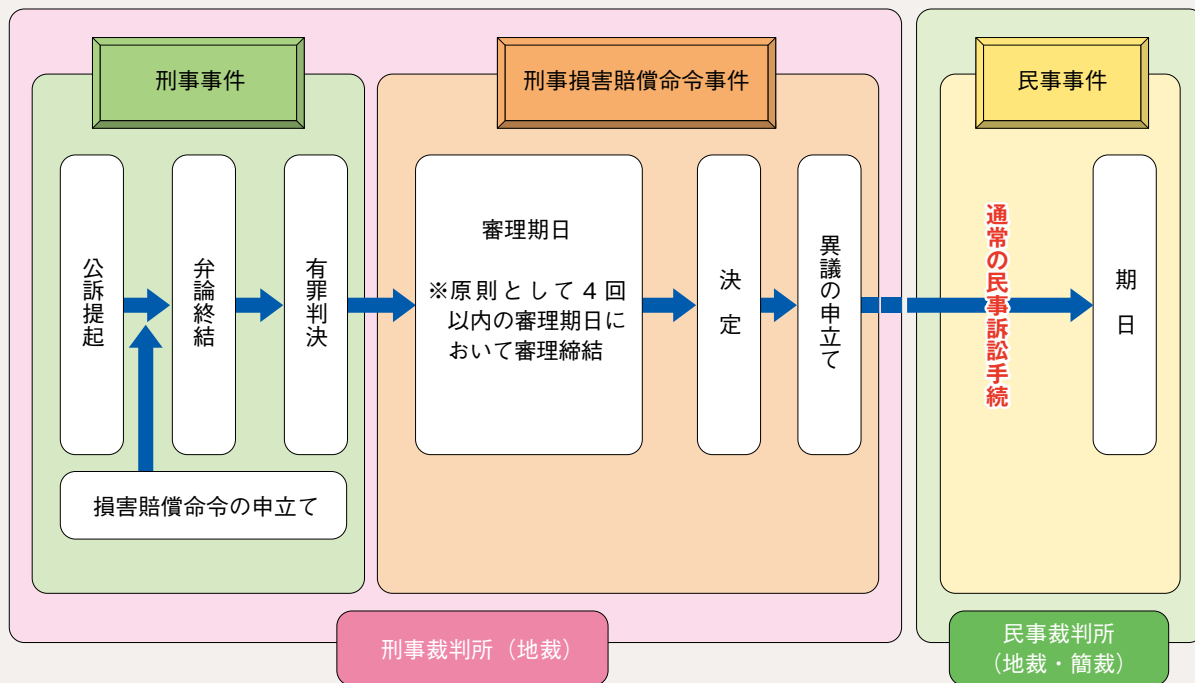 刑事事件
公訴提起
弁論終結
有罪判決
損害賠償命令の申立て
刑事損害賠償命令事件
審理期日
※原則として4回
以内の審理期日に
おいて審理締結
決定
異議の申立て
刑事裁判所（地裁）
民事事件
通常の民事訴訟手続
期日
民事裁判所
（地裁・簡裁）